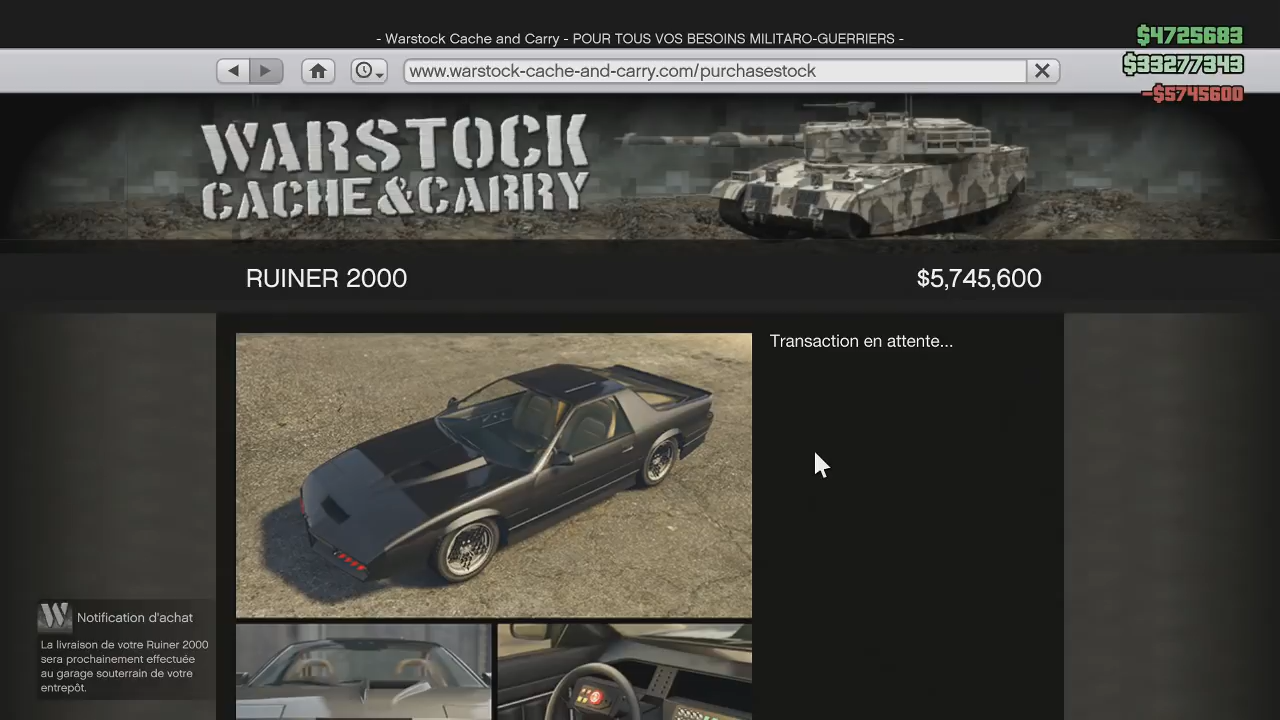 - Warstock Cache and Carry - POUR TOUS VOS BESOINS MILITARO-GUERRIERS -
$4725683
www.warstock-cache-and-carry.com/purchasestock
$33277343
-$5745600
WARSTOCK
CACHE&CARRY
RUINER 2000
$5,745,600
Transaction en attente...
W
Notification d'achat
La livraison de votre Ruiner 2000
sera prochainement effectuée
au garage souterrain de votre
entrepôt.